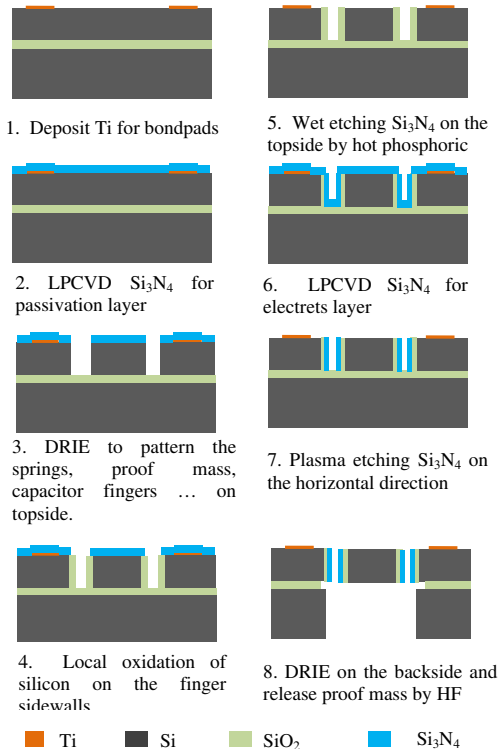 1. Deposit Ti for bondpads
2. LPCVD Si₃N₄ for
passivation layer
3. DRIE to pattern the
springs, proof mass,
capacitor fingers … on
topside.
4. Local oxidation of
silicon on the finger
sidewalls
5. Wet etching Si₃N₄ on the
topside by hot phosphoric
6. LPCVD Si₃N₄ for
electrets layer
7. Plasma etching Si₃N₄ on
the horizontal direction
8. DRIE on the backside and
release proof mass by HF
Ti Si SiO₂ Si₃N₄